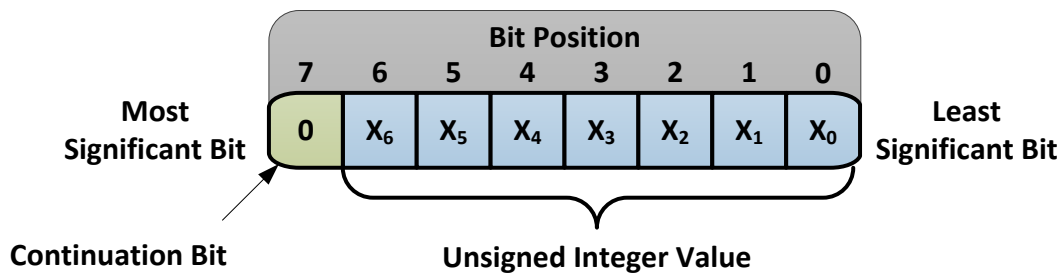 Bit Position
7 6 5 4 3 2 1 0
Most
Significant Bit
0 X₆ X₅ X₄ X₃ X₂ X₁ X₀
Least
Significant Bit
Continuation Bit
Unsigned Integer Value